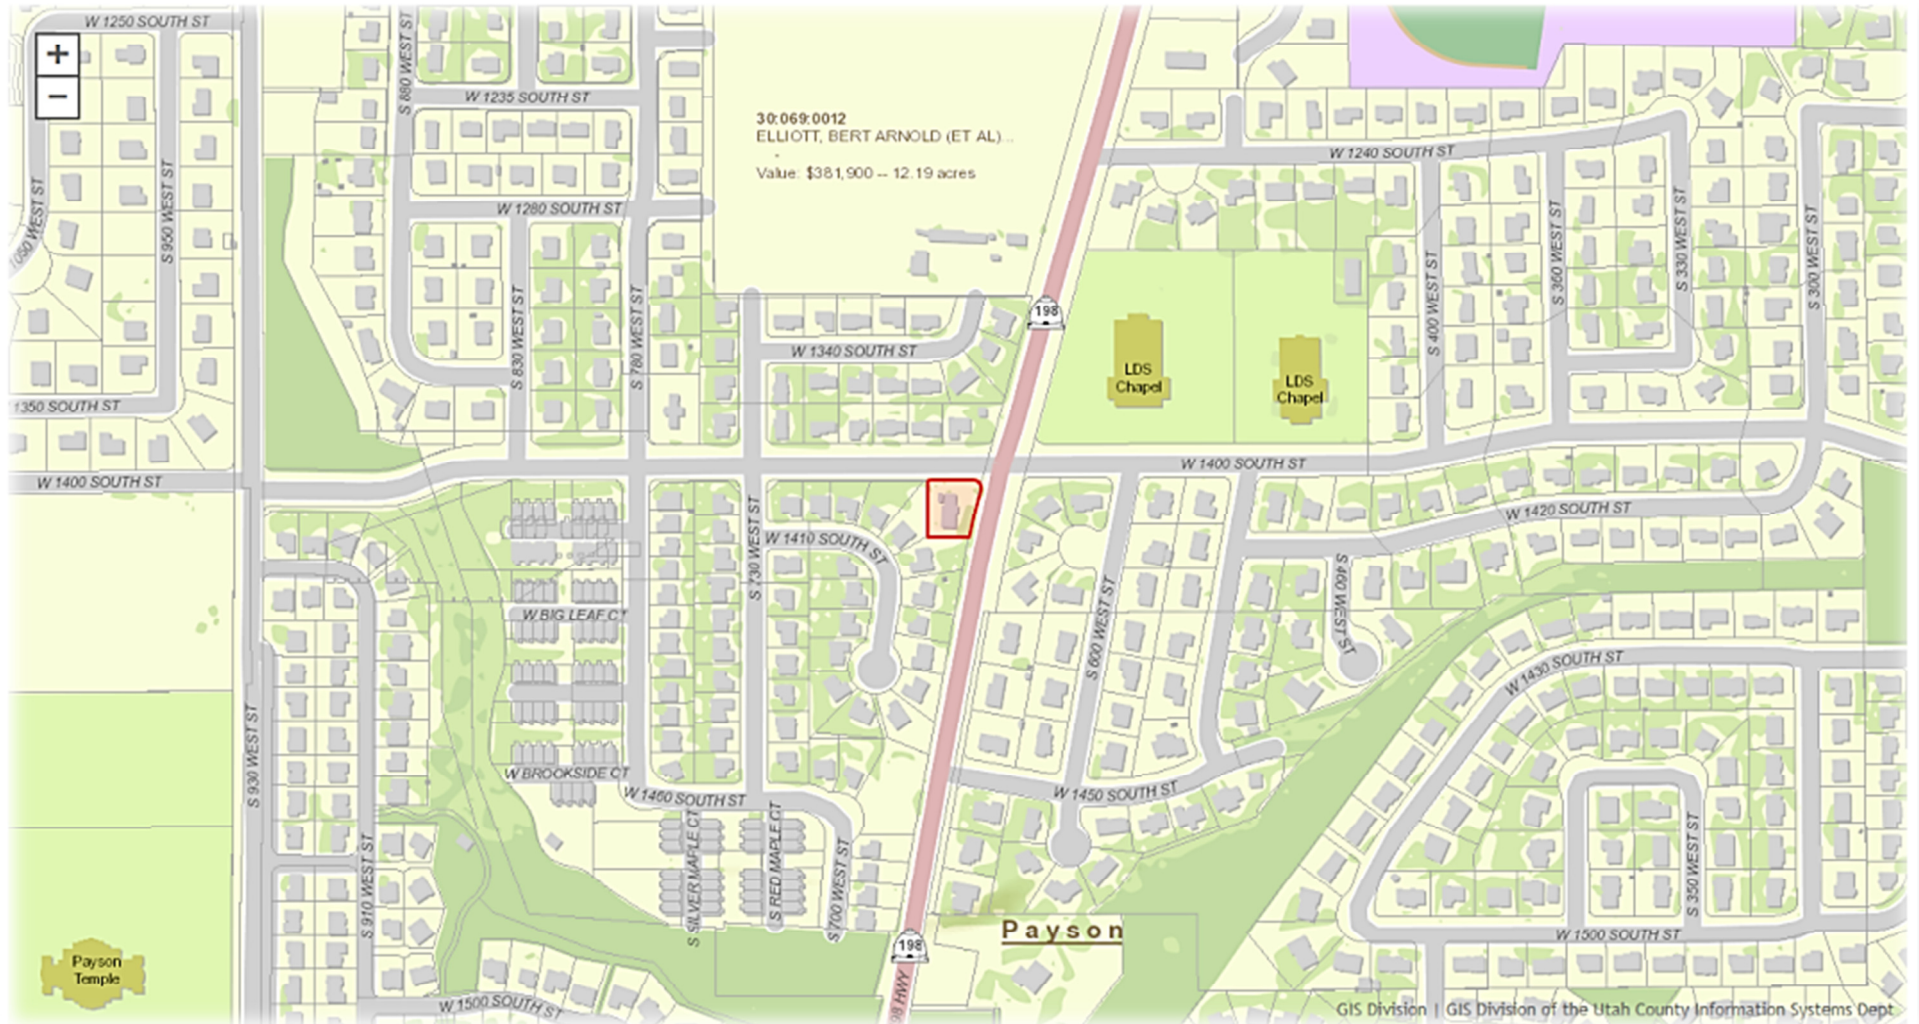 W 1250 SOUTH ST
+
−
S 880 WEST ST
W 1235 SOUTH ST
30:069:0012
ELLIOTT, BERT ARNOLD (ET AL)...
Value: $381,900 -- 12.19 acres
W 1240 SOUTH ST
1050 WEST ST
S 950 WEST ST
W 1280 SOUTH ST
S 830 WEST ST
S 780 WEST ST
198
W 1340 SOUTH ST
LDS
Chapel
LDS
Chapel
S 400 WEST ST
S 360 WEST ST
S 330 WEST ST
S 300 WEST ST
1350 SOUTH ST
W 1400 SOUTH ST
W 1400 SOUTH ST
W 1420 SOUTH ST
S 730 WEST ST
W 1410 SOUTH ST
S 600 WEST ST
S 460 WEST ST
W BIG LEAF CT
W 1430 SOUTH ST
S 930 WEST ST
W BROOKSIDE CT
W 1460 SOUTH ST
W 1450 SOUTH ST
S 910 WEST ST
S SILVER MAPLE CT
S RED MAPLE CT
S 700 WEST ST
S 350 WEST ST
Payson
198
W 1500 SOUTH ST
Payson
Temple
W 1500 SOUTH ST
98 HWY
GIS Division | GIS Division of the Utah County Information Systems Dept